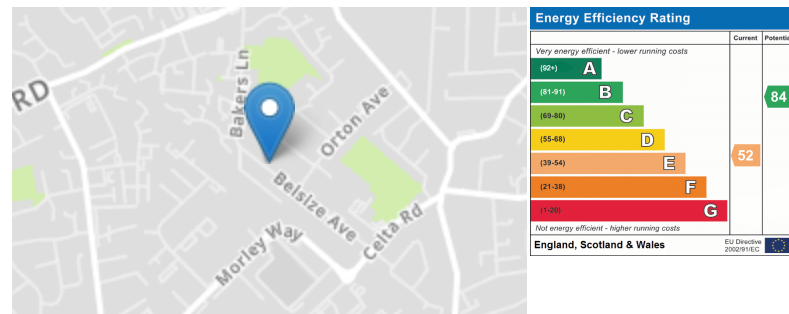 RD
Bakers Ln
Orton Ave
Belsize Ave
Celta Rd
Morley Way
Energy Efficiency Rating
Current Potentia
Very energy efficient - lower running costs
(92+) A
(81-91) B
84
(69-80) C
(55-68) D
(39-54) E
52
(21-38) F
(1-20) G
Not energy efficient - higher running costs
England, Scotland & Wales
EU Directive
2002/91/EC